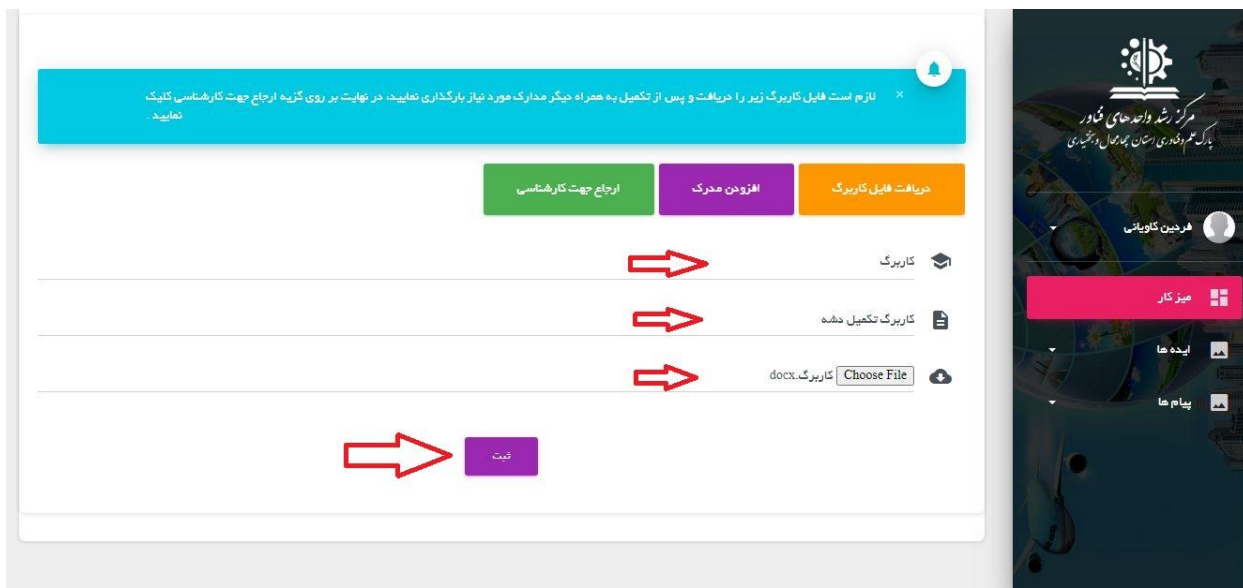 لازم است فایل کاربرگ زیر را دریافت و پس از تکمیل به همراه دیگر مدارک مورد نیاز بارگذاری نمایید، در نهایت بر روی گزیه ارجاع جهت کارشناسی کلیک
نمایید .
×
دریافت فایل کاربرگ
افزودن مدرک
ارجاع جهت کارشناسی
کاربرگ
کاربرگ تکمیل دشه
Choose File کاربرگ.docx
ثبت
مرکز رشد واحدهای فناور
پارک علم و فناوری استان چهارمحال و بختیاری
فردین کاویانی
میز کار
ایده ها
پیام ها